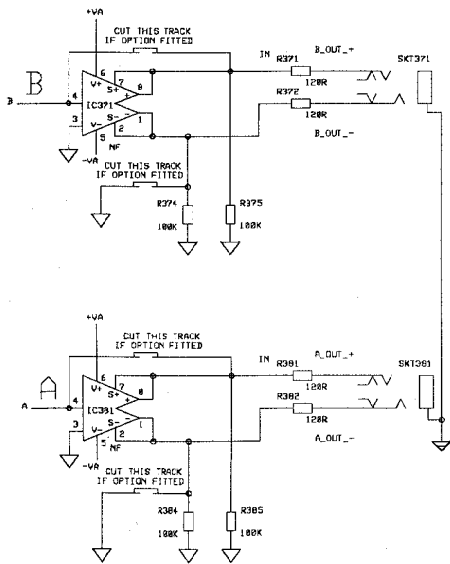 +VA
CUT THIS TRACK
IF OPTION FITTED
B
IN
B_OUT_+
SKT371
R371
120R
R372
120R
B_OUT_-
6
V+
7
S+
8
+
4
B
IC371
3
V-
S-
-
1
2
5
NF
-VA
CUT THIS TRACK
IF OPTION FITTED
R374
100K
R375
100K
+VA
CUT THIS TRACK
IF OPTION FITTED
A
IN
A_OUT_+
SKT381
R381
120R
R382
120R
A_OUT_-
6
V+
7
S+
8
+
4
A
IC381
3
V-
S-
-
1
2
5
NF
-VA
CUT THIS TRACK
IF OPTION FITTED
R384
100K
R385
100K